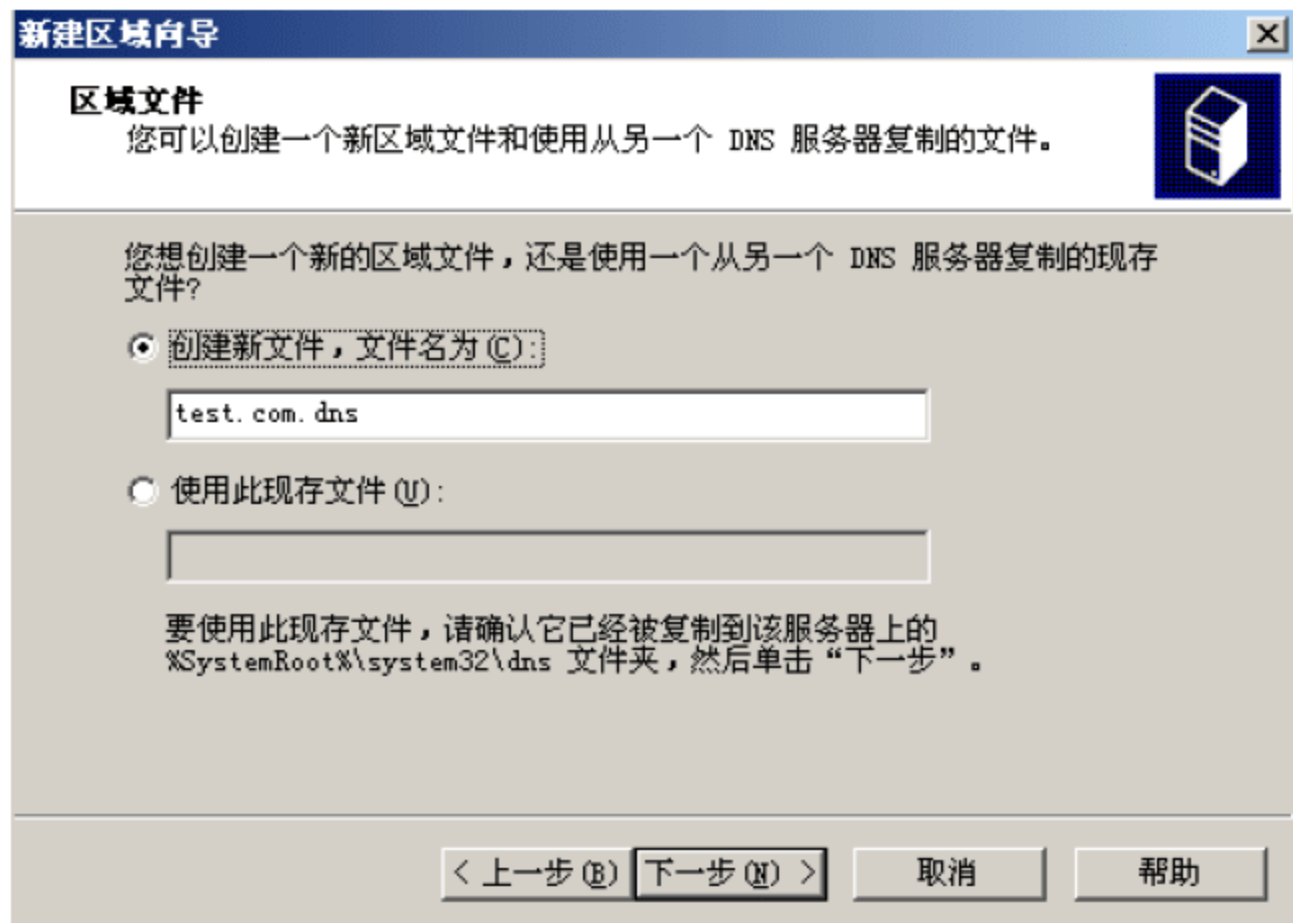 新建区域向导
区域文件
您可以创建一个新区域文件和使用从另一个 DNS 服务器复制的文件。
您想创建一个新的区域文件，还是使用一个从另一个 DNS 服务器复制的现存
文件?
创建新文件，文件名为(C):
test.com.dns
使用此现存文件(U):
要使用此现存文件，请确认它已经被复制到该服务器上的
%SystemRoot%\system32\dns 文件夹，然后单击“下一步”。
< 上一步(B) 下一步(N) > 取消 帮助